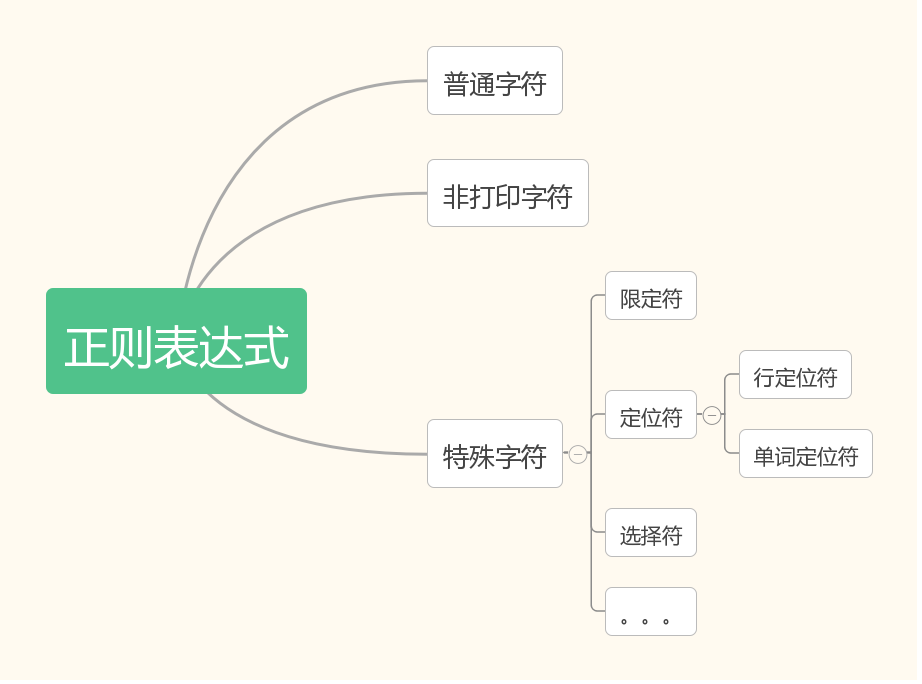 正则表达式
普通字符
非打印字符
特殊字符
限定符
定位符
行定位符
单词定位符
选择符
。。。